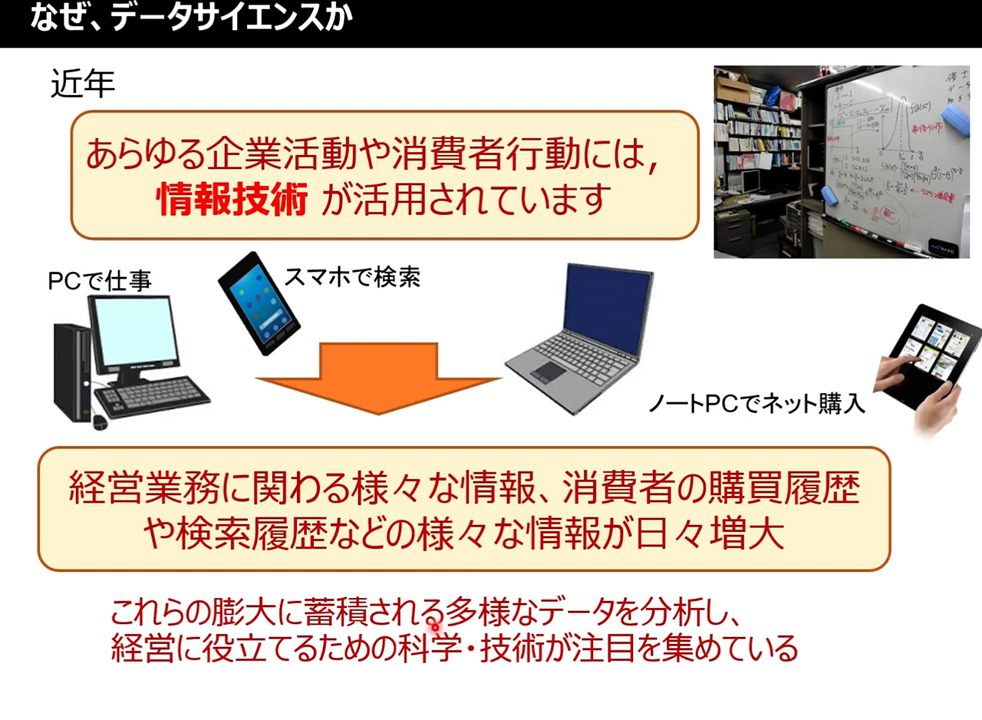 なぜ、データサイエンスか
近年
あらゆる企業活動や消費者行動には,
情報技術 が活用されています
PCで仕事
スマホで検索
ノートPCでネット購入
経営業務に関わる様々な情報、消費者の購買履歴
や検索履歴などの様々な情報が日々増大
これらの膨大に蓄積される多様なデータを分析し、
経営に役立てるための科学・技術が注目を集めている